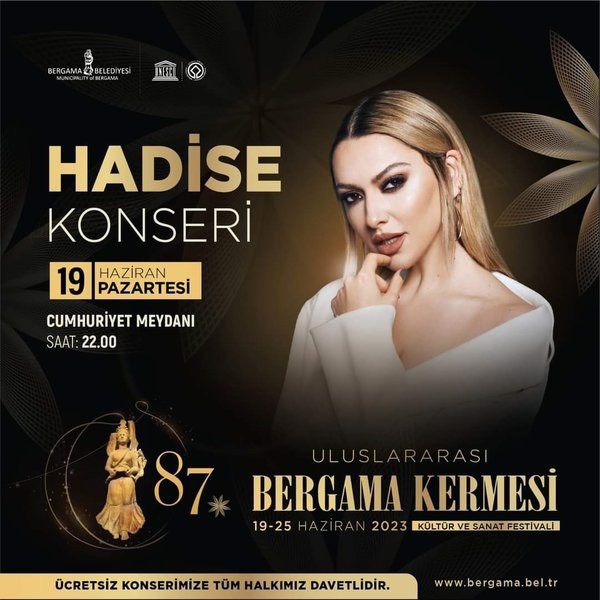 BERGAMA BELEDİYESİ
MUNICIPALITY of BERGAMA
UNESCO
HADİSE
KONSERİ
19 HAZİRAN
PAZARTESİ
CUMHURİYET MEYDANI
SAAT: 22.00
87.
ULUSLARARASI
BERGAMA KERMESİ
19-25 HAZİRAN 2023 KÜLTÜR VE SANAT FESTİVALİ
ÜCRETSİZ KONSERİMİZE TÜM HALKIMIZ DAVETLİDİR.
www.bergama.bel.tr